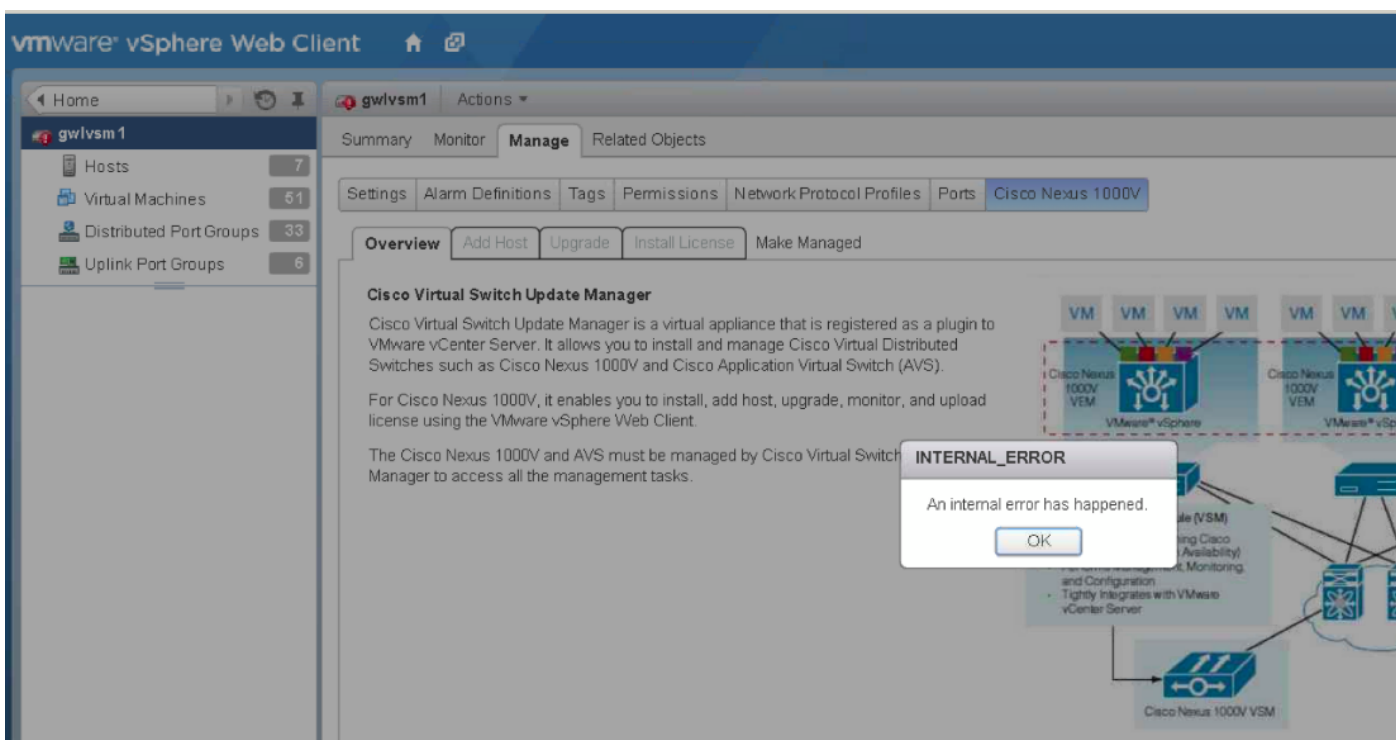 vmware® vSphere Web Client
Home
gwlvsm1 Actions
gwlvsm1
Summary Monitor Manage Related Objects
Hosts 7
Virtual Machines 51
Distributed Port Groups 33
Uplink Port Groups 6
Settings Alarm Definitions Tags Permissions Network Protocol Profiles Ports Cisco Nexus 1000V
Overview Add Host Upgrade Install License Make Managed
Cisco Virtual Switch Update Manager
Cisco Virtual Switch Update Manager is a virtual appliance that is registered as a plugin to
VMware vCenter Server. It allows you to install and manage Cisco Virtual Distributed
Switches such as Cisco Nexus 1000V and Cisco Application Virtual Switch (AVS).
For Cisco Nexus 1000V, it enables you to install, add host, upgrade, monitor, and upload
license using the VMware vSphere Web Client.
The Cisco Nexus 1000V and AVS must be managed by Cisco Virtual Switch
Manager to access all the management tasks.
VM VM VM VM VM VM
Cisco Nexus
1000V
VEM
VMware® vSphere
Cisco Nexus
1000V
VEM
INTERNAL_ERROR
An internal error has happened.
OK
(VSM)
Cisco
Availability)
Monitoring,
and Configuration
Tightly Integrates with VMware
vCenter Server
Cisco Nexus 1000V VSM